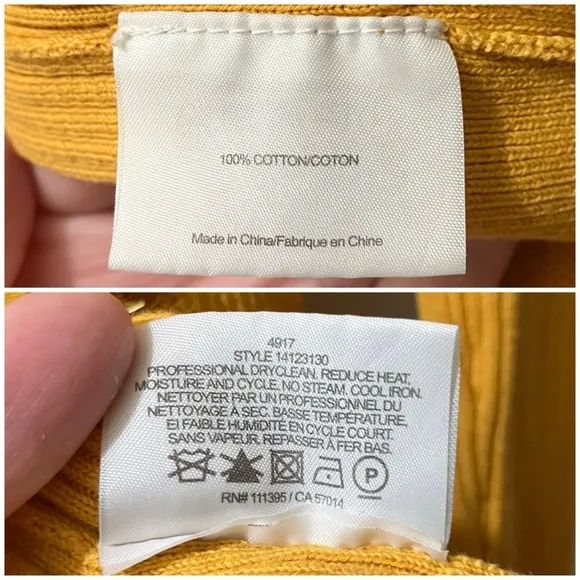 100% COTTON/COTON
Made in China/Fabrique en Chine
4917
STYLE 14123130
PROFESSIONAL DRYCLEAN. REDUCE HEAT,
MOISTURE AND CYCLE. NO STEAM. COOL IRON.
NETTOYER PAR UN PROFESSIONNEL DU
NETTOYAGE À SEC. BASSE TEMPÉRATURE,
EI FAIBLE HUMIDITÉ EN CYCLE COURT.
SANS VAPEUR. REPASSER À FER BAS.
P
RN# 111395 / CA 57014